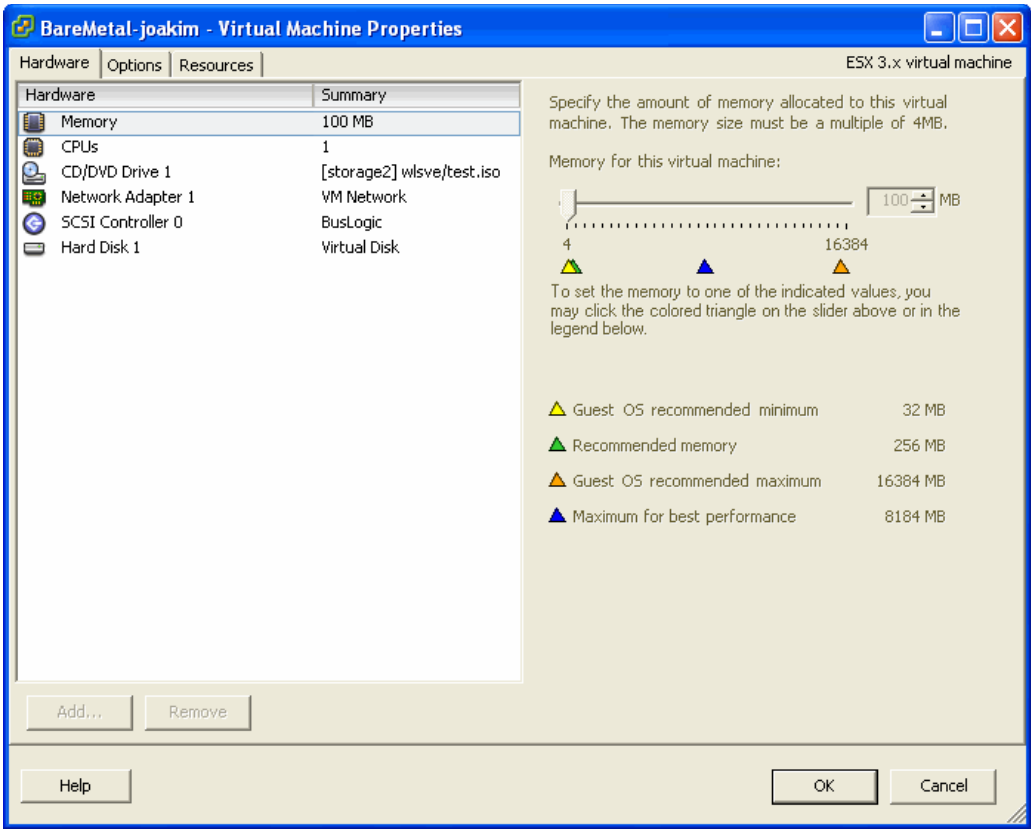 BareMetal-joakim - Virtual Machine Properties
Hardware Options Resources ESX 3.x virtual machine
Hardware Summary
Memory 100 MB
CPUs 1
CD/DVD Drive 1 [storage2] wlsve/test.iso
Network Adapter 1 VM Network
SCSI Controller 0 BusLogic
Hard Disk 1 Virtual Disk
Add... Remove
Specify the amount of memory allocated to this virtual
machine. The memory size must be a multiple of 4MB.
Memory for this virtual machine:
100 MB
4 16384
To set the memory to one of the indicated values, you
may click the colored triangle on the slider above or in the
legend below.
Guest OS recommended minimum 32 MB
Recommended memory 256 MB
Guest OS recommended maximum 16384 MB
Maximum for best performance 8184 MB
Help OK Cancel